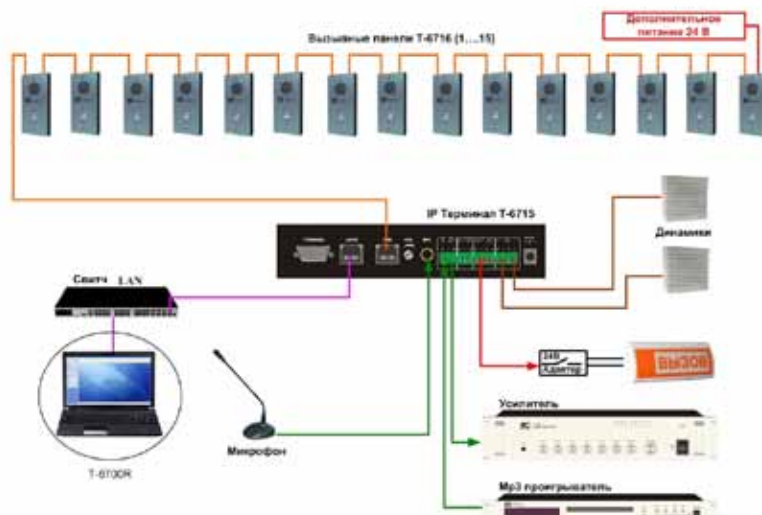 Дополнительное
питание 24 В
Вызывные панели Т-6716 (1....15)
IP Терминал Т-6715
Динамики
Свитч LAN
24В
Адаптер
ВЫЗОВ
Усилитель
Микрофон
Т-6700R
Mp3 проигрыватель